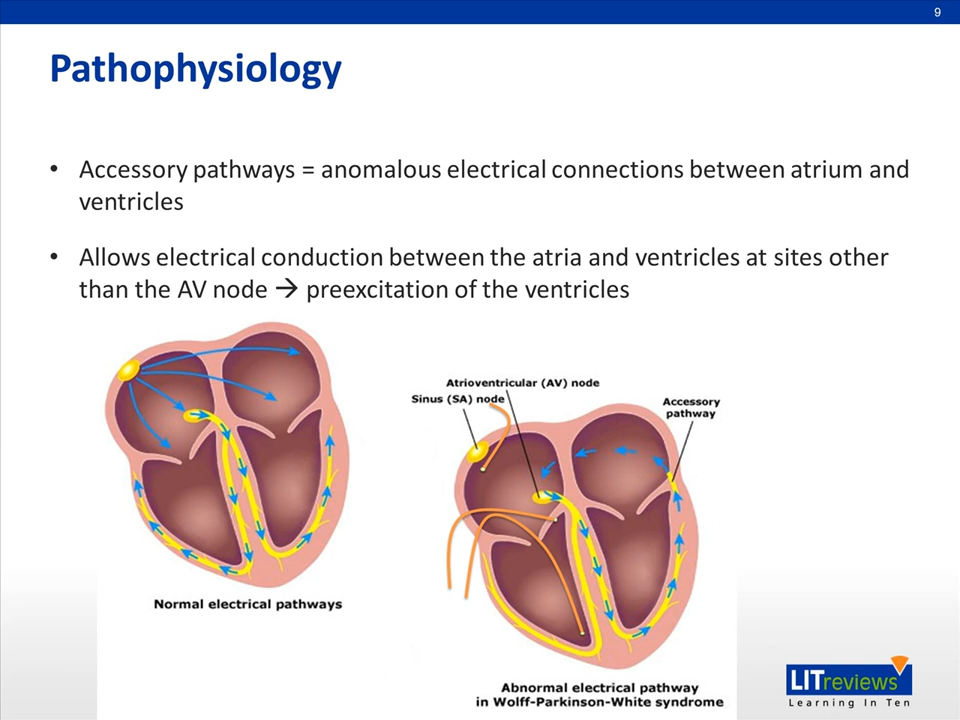 9
Pathophysiology
• Accessory pathways = anomalous electrical connections between atrium and
ventricles
• Allows electrical conduction between the atria and ventricles at sites other
than the AV node → preexcitation of the ventricles
Atrioventricular (AV) node
Sinus (SA) node
Accessory
pathway
Normal electrical pathways
Abnormal electrical pathway
in Wolff-Parkinson-White syndrome
LITreviews
Learning In Ten